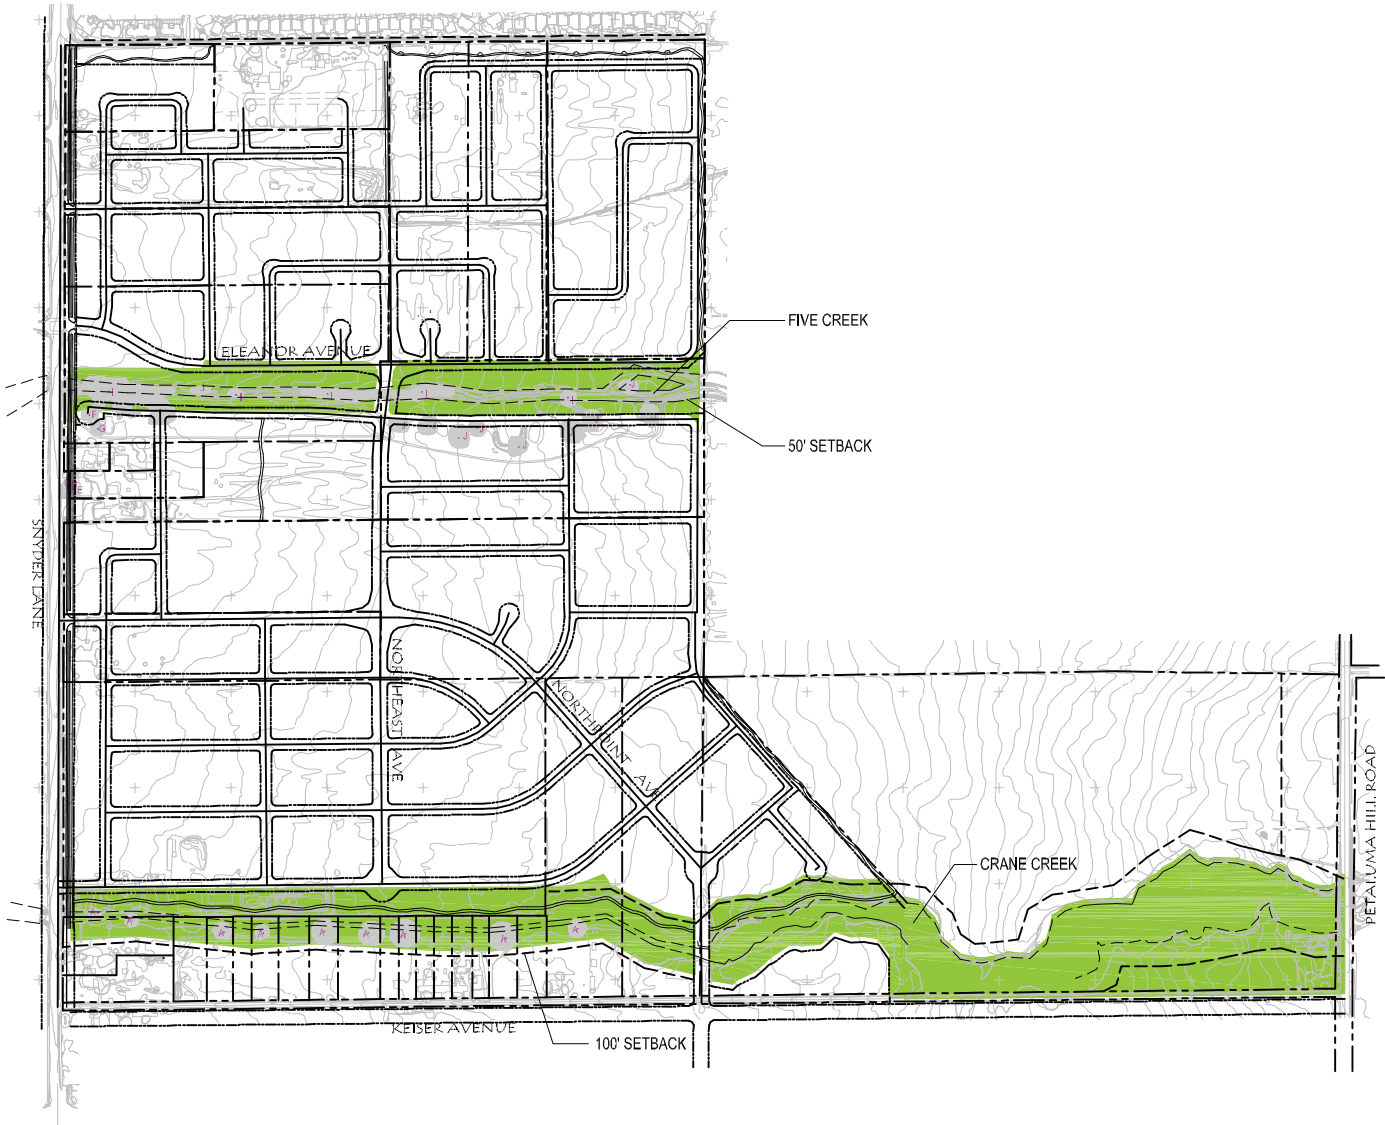 FIVE CREEK
ELEANOR AVENUE
50' SETBACK
SNYDER LANE
NORTHEAST AVE
NORTHPOINT AVE
PETALUMA HILL ROAD
CRANE CREEK
KEISER AVENUE
100' SETBACK